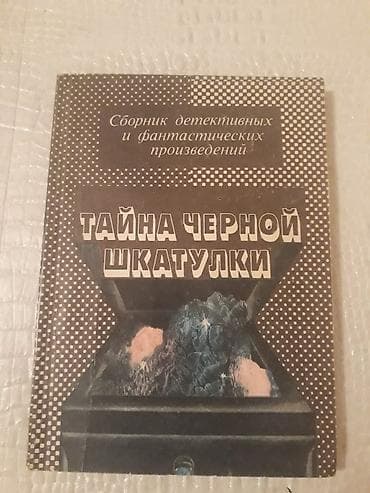 Сборник детективных
и фантастических
произведений
ТАЙНА ЧЕРНОЙ
ШКАТУЛКИ